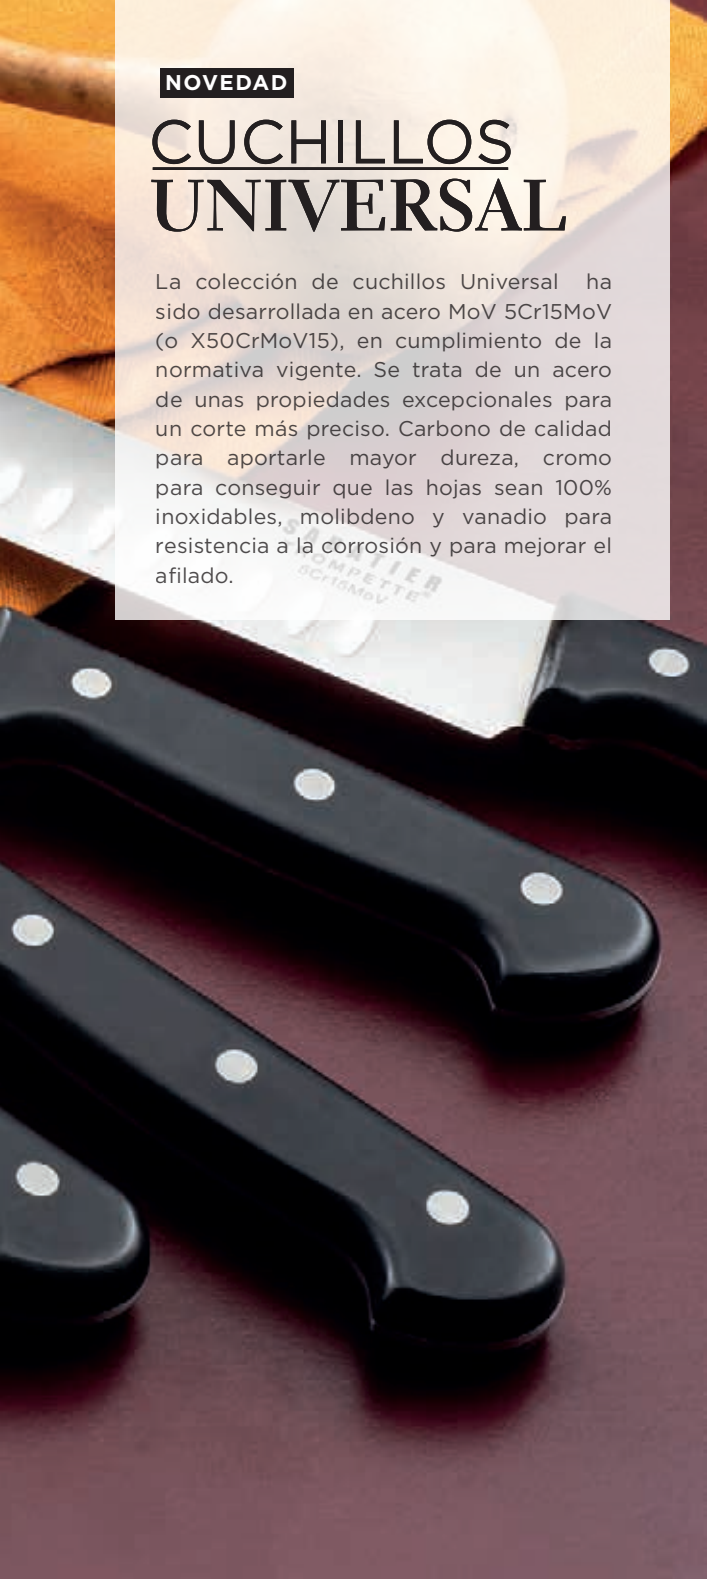 NOVEDAD
CUCHILLOS
UNIVERSAL
La colección de cuchillos Universal ha
sido desarrollada en acero MoV 5Cr15MoV
(o X50CrMoV15), en cumplimiento de la
normativa vigente. Se trata de un acero
de unas propiedades excepcionales para
un corte más preciso. Carbono de calidad
para aportarle mayor dureza, cromo
para conseguir que las hojas sean 100%
inoxidables, molibdeno y vanadio para
resistencia a la corrosión y para mejorar el
afilado.
SABATIER
TROMPETTE
5Cr15MoV